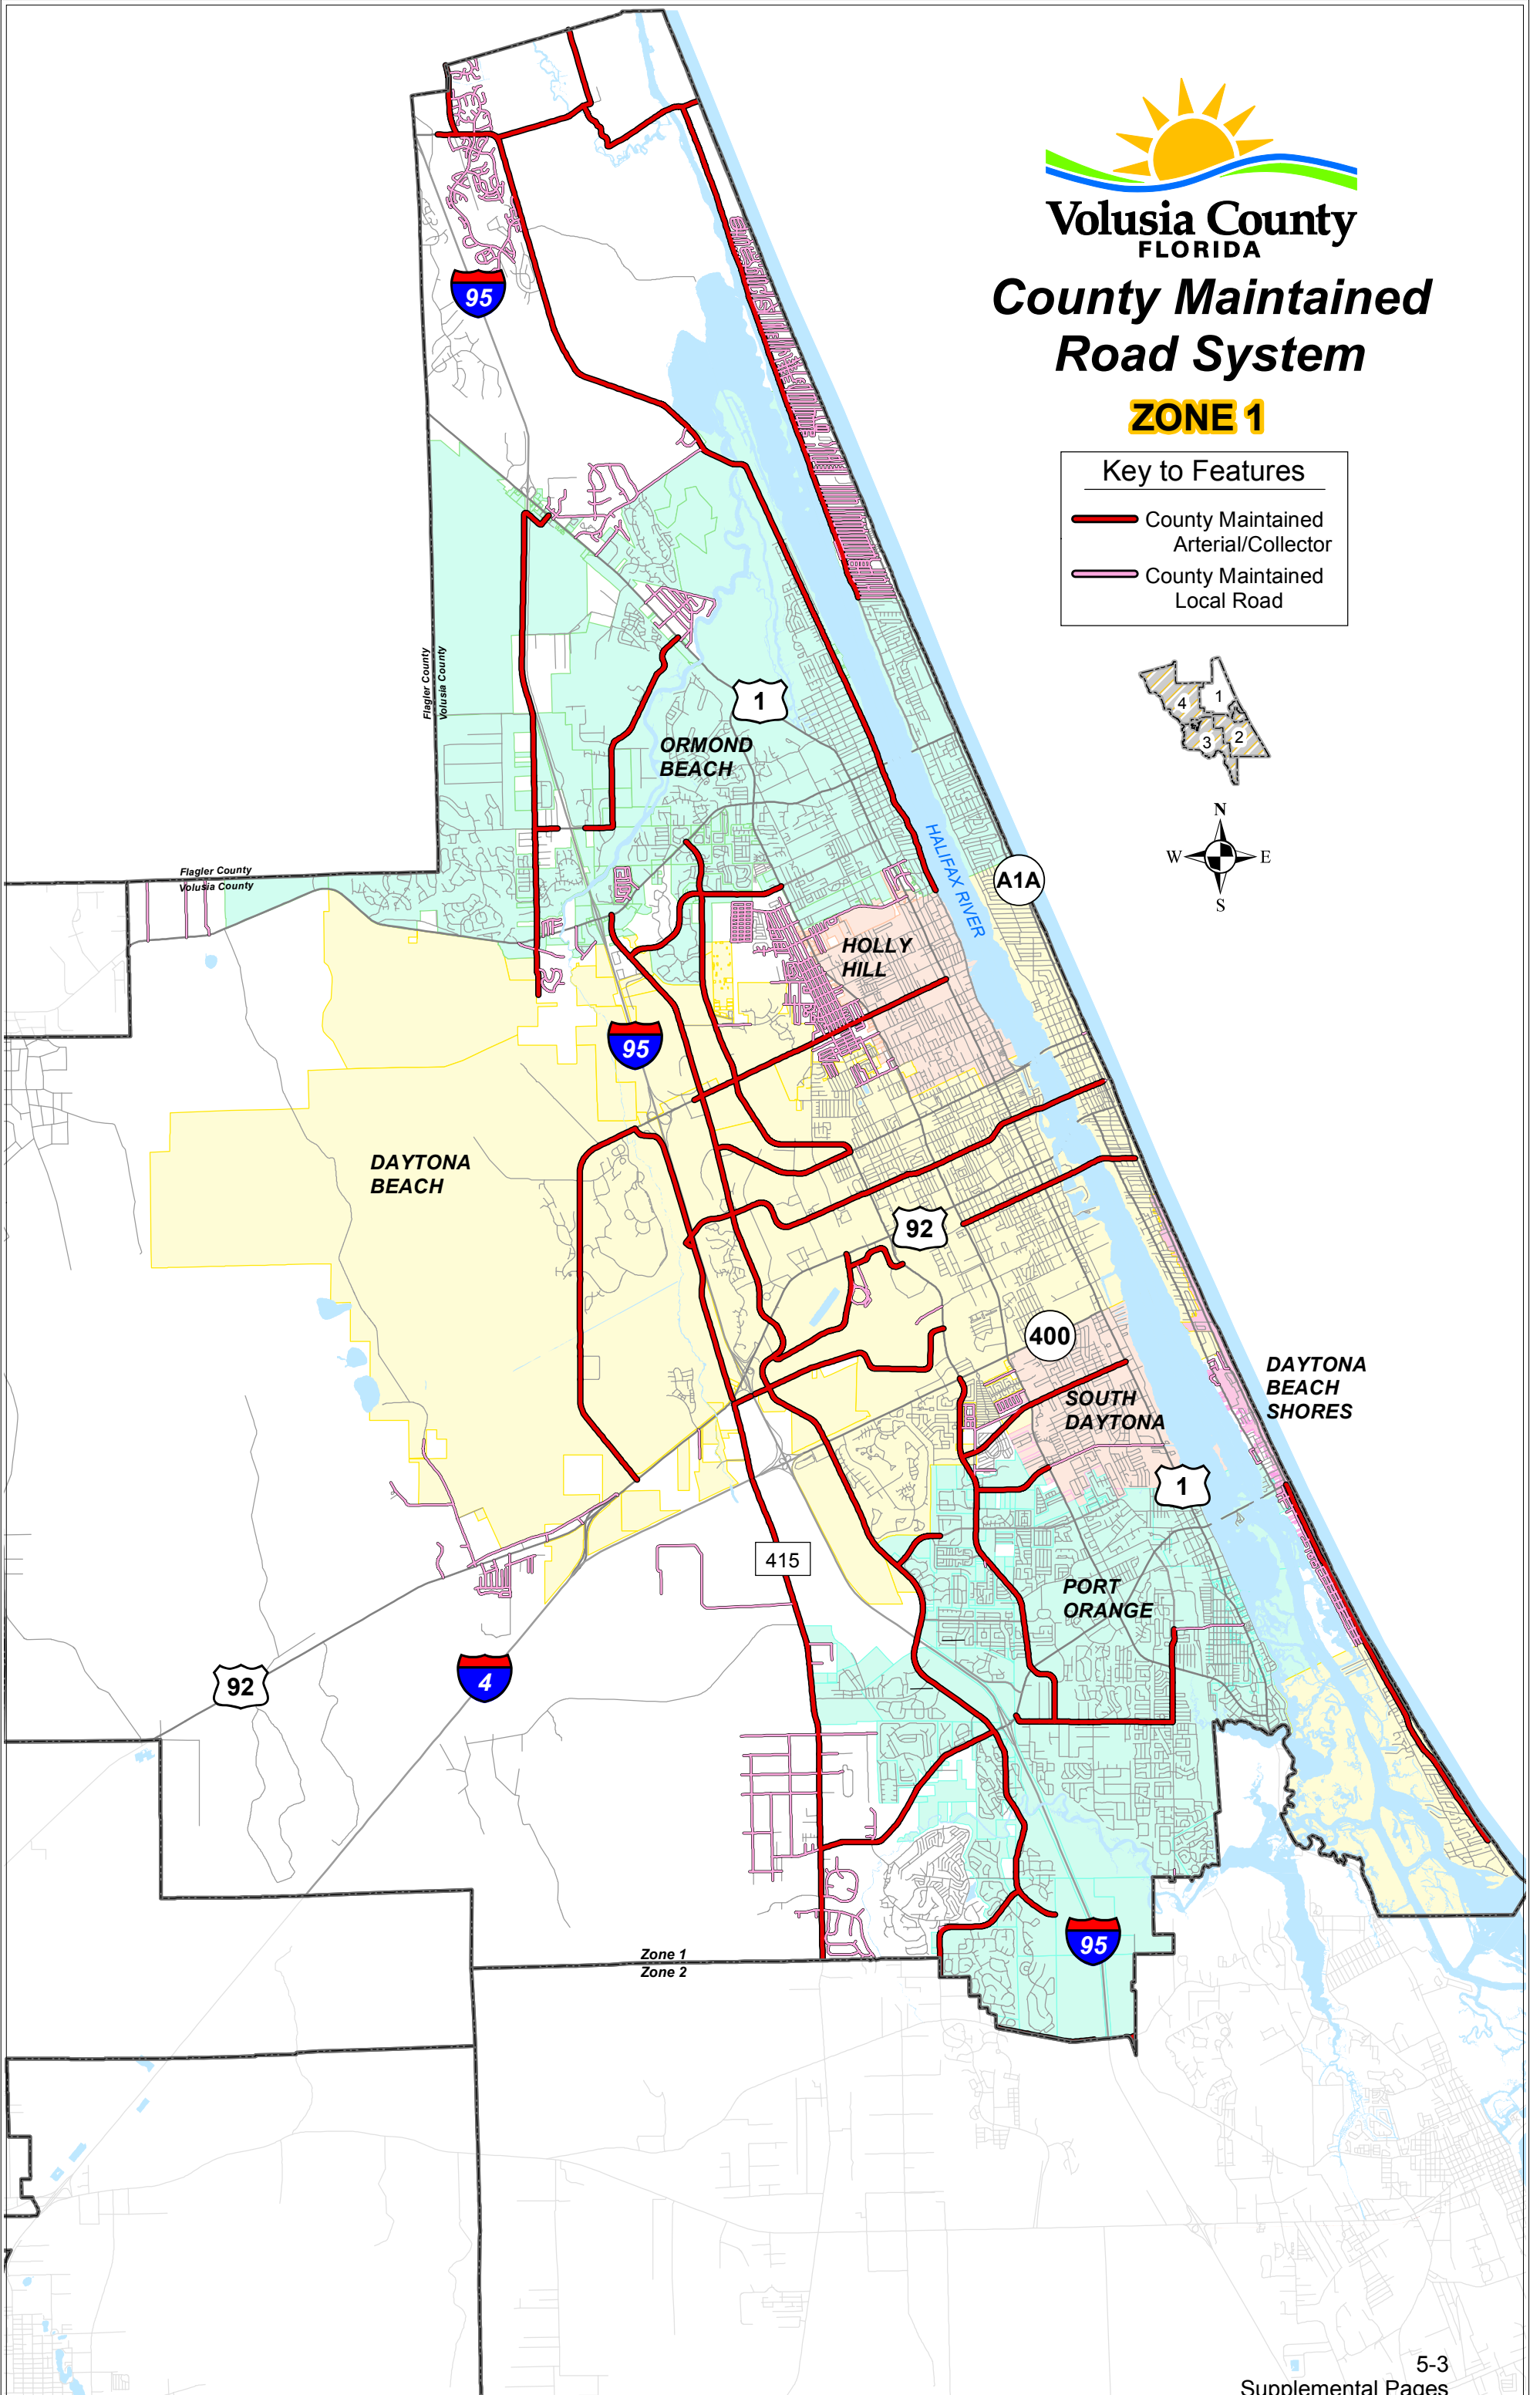 Volusia County
FLORIDA
County Maintained
Road System
ZONE 1
Key to Features
County Maintained
Arterial/Collector
County Maintained
Local Road
1
2
3
4
N
W
E
S
95
1
ORMOND
BEACH
Flagler County
Volusia County
Flagler County
Volusia County
HALIFAX RIVER
A1A
HOLLY
HILL
95
DAYTONA
BEACH
92
400
DAYTONA
BEACH
SHORES
SOUTH
DAYTONA
1
415
PORT
ORANGE
92
4
95
Zone 1
Zone 2
5-3
Supplemental Pages